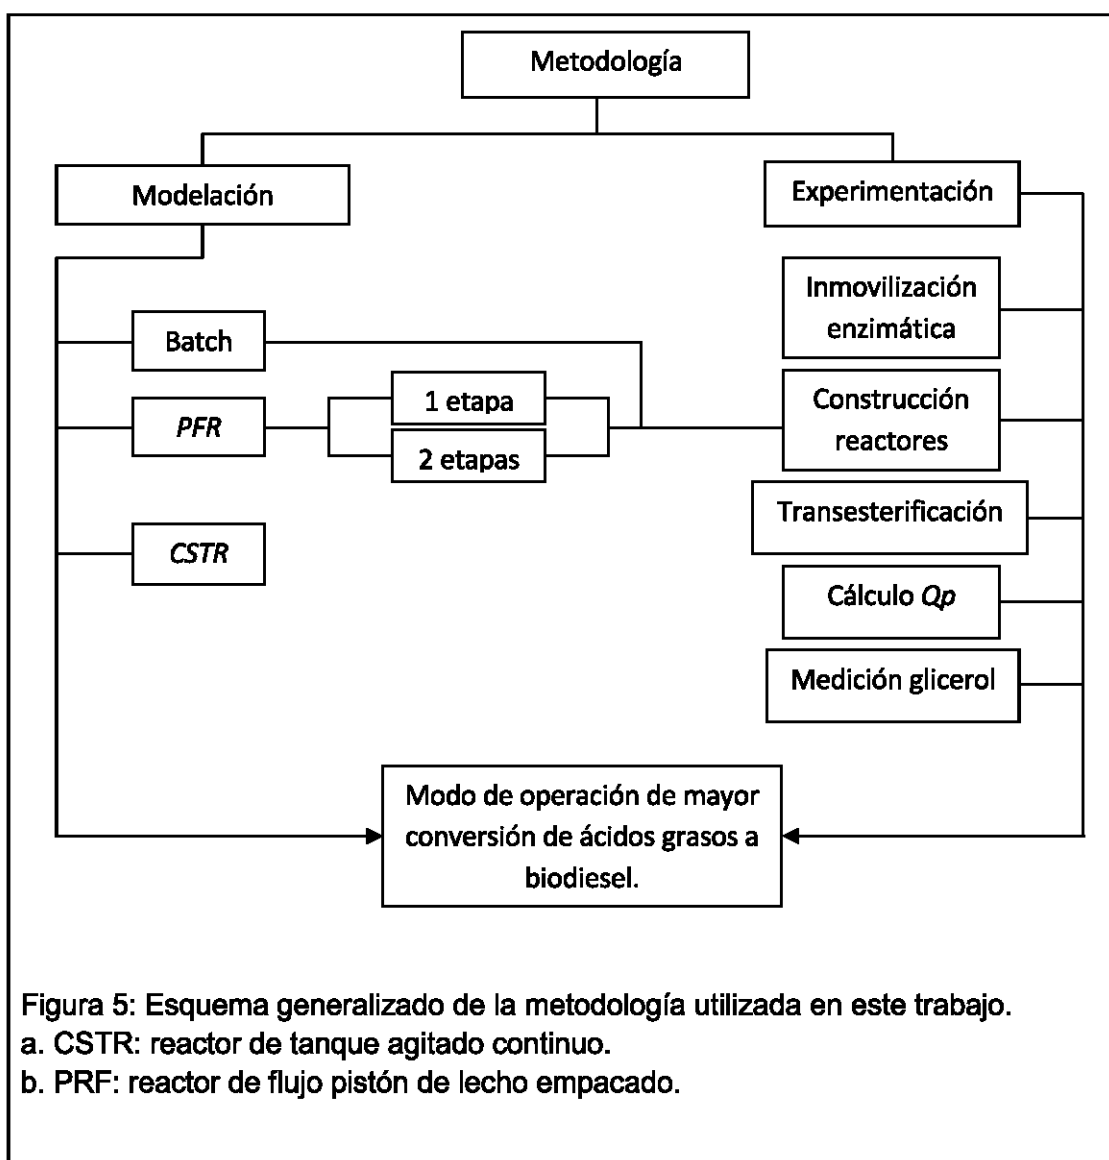 Metodología
Modelación
Experimentación
Inmovilización
enzimática
Batch
PFR
1 etapa
2 etapas
Construcción
reactores
Transesterificación
CSTR
Cálculo Qp
Medición glicerol
Modo de operación de mayor
conversión de ácidos grasos a
biodiesel.
Figura 5: Esquema generalizado de la metodología utilizada en este trabajo.
a. CSTR: reactor de tanque agitado continuo.
b. PRF: reactor de flujo pistón de lecho empacado.